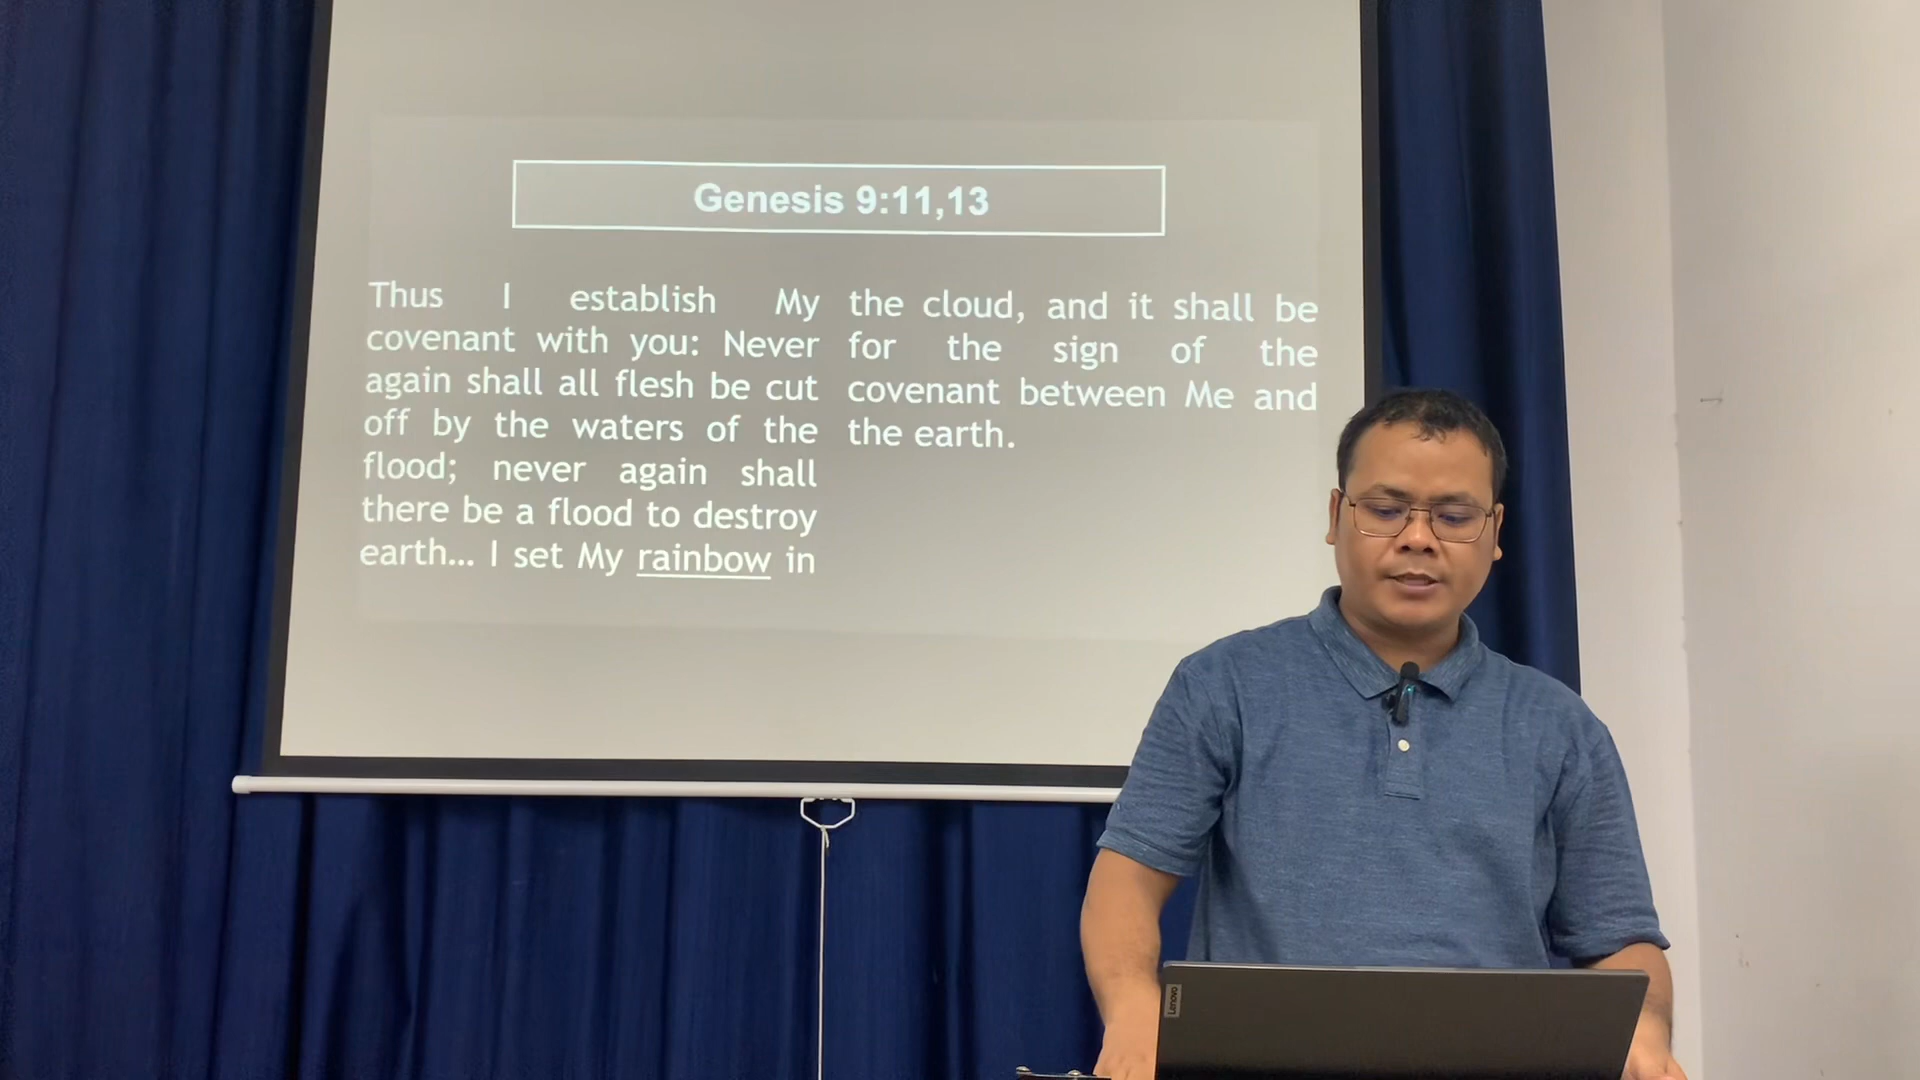 Genesis 9:11,13
Thus I establish My
covenant with you: Never
again shall all flesh be cut
off by the waters of the
flood; never again shall
there be a flood to destroy
earth... I set My rainbow in
the cloud, and it shall be
for the sign of the
covenant between Me and
the earth.
Lenovo